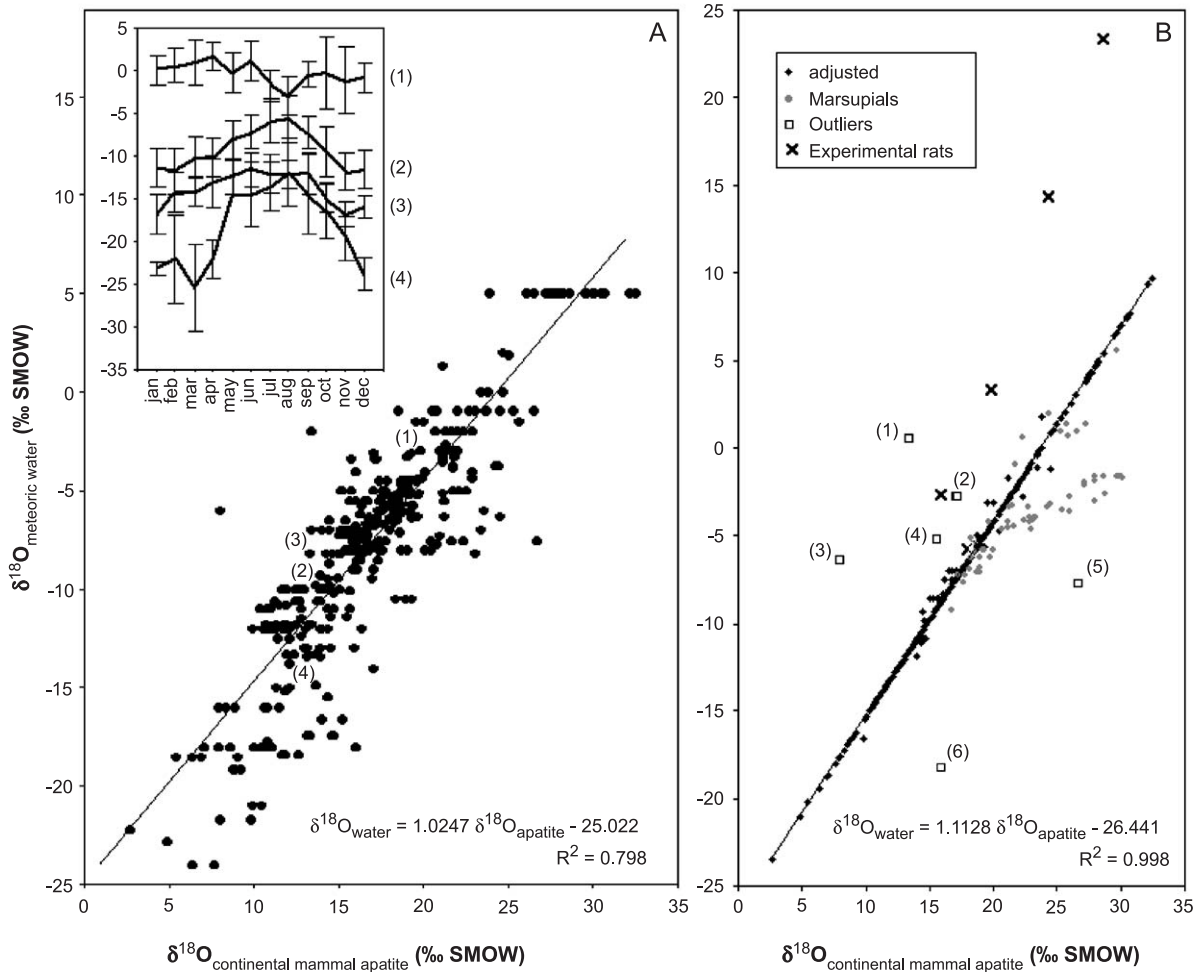 A
5
0
-5
-10
-15
-20
-25
-30
-35
(1)
(2)
(3)
(4)
jan
feb
mar
apr
may
jun
jul
aug
sep
oct
nov
dec
15
10
5
0
-5
-10
-15
-20
-25
(1)
(3)
(2)
(4)
δ18Owater = 1.0247 δ18Oapatite - 25.022
R2 = 0.798
0 5 10 15 20 25 30 35
δ18Ometeoric water (‰ SMOW)
δ18Ocontinental mammal apatite (‰ SMOW)
B
adjusted
Marsupials
Outliers
Experimental rats
25
20
15
10
5
0
-5
-10
-15
-20
-25
(1)
(2)
(4)
(3)
(5)
(6)
δ18Owater = 1.1128 δ18Oapatite - 26.441
R2 = 0.998
0 5 10 15 20 25 30 35
δ18Ocontinental mammal apatite (‰ SMOW)